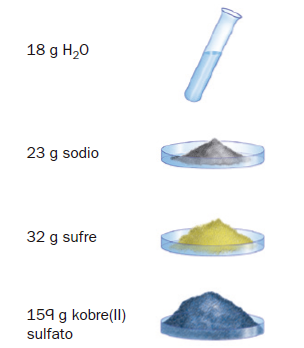 18 g H₂O
23 g sodio
32 g sufre
159 g kobre(II)
sulfato